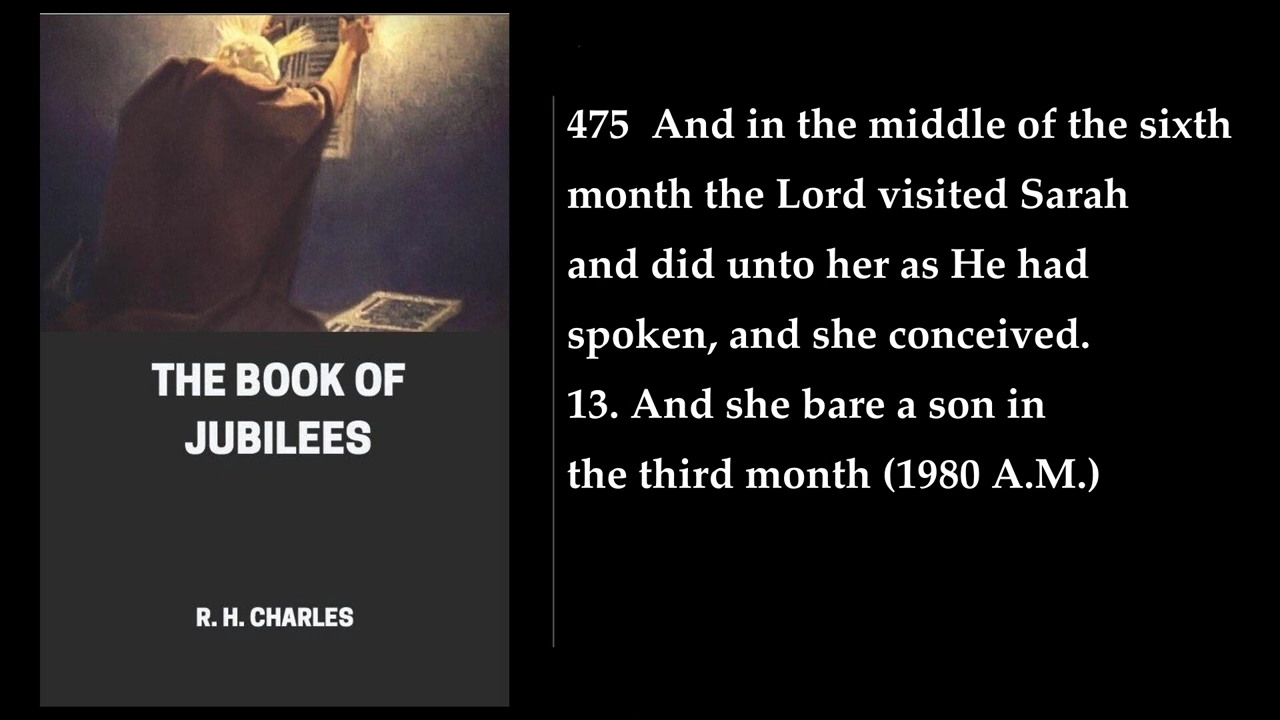 THE BOOK OF
JUBILEES
R. H. CHARLES
475 And in the middle of the sixth
month the Lord visited Sarah
and did unto her as He had
spoken, and she conceived.
13. And she bare a son in
the third month (1980 A.M.)